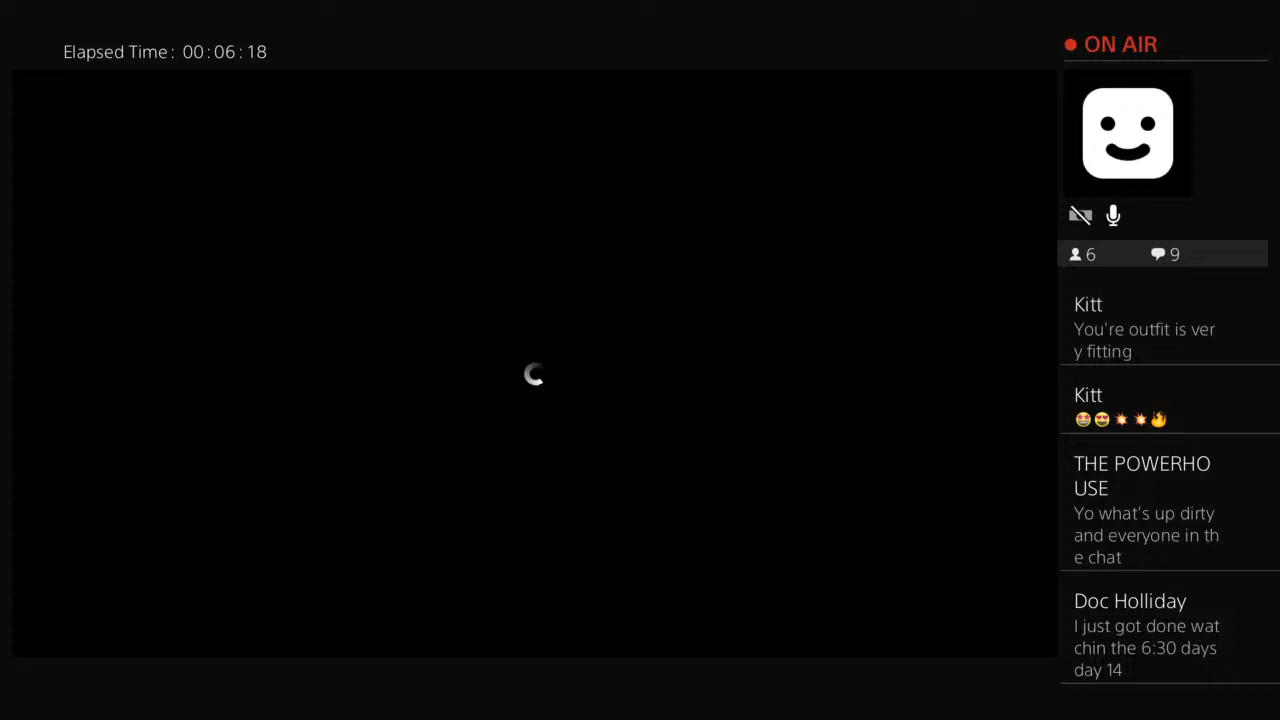 Elapsed Time: 00:06:18
ON AIR
6 9
Kitt
You're outfit is ver
y fitting
Kitt
🤩😍💥💥🔥
THE POWERHO
USE
Yo what’s up dirty
and everyone in th
e chat
Doc Holliday
I just got done wat
chin the 6:30 days
day 14